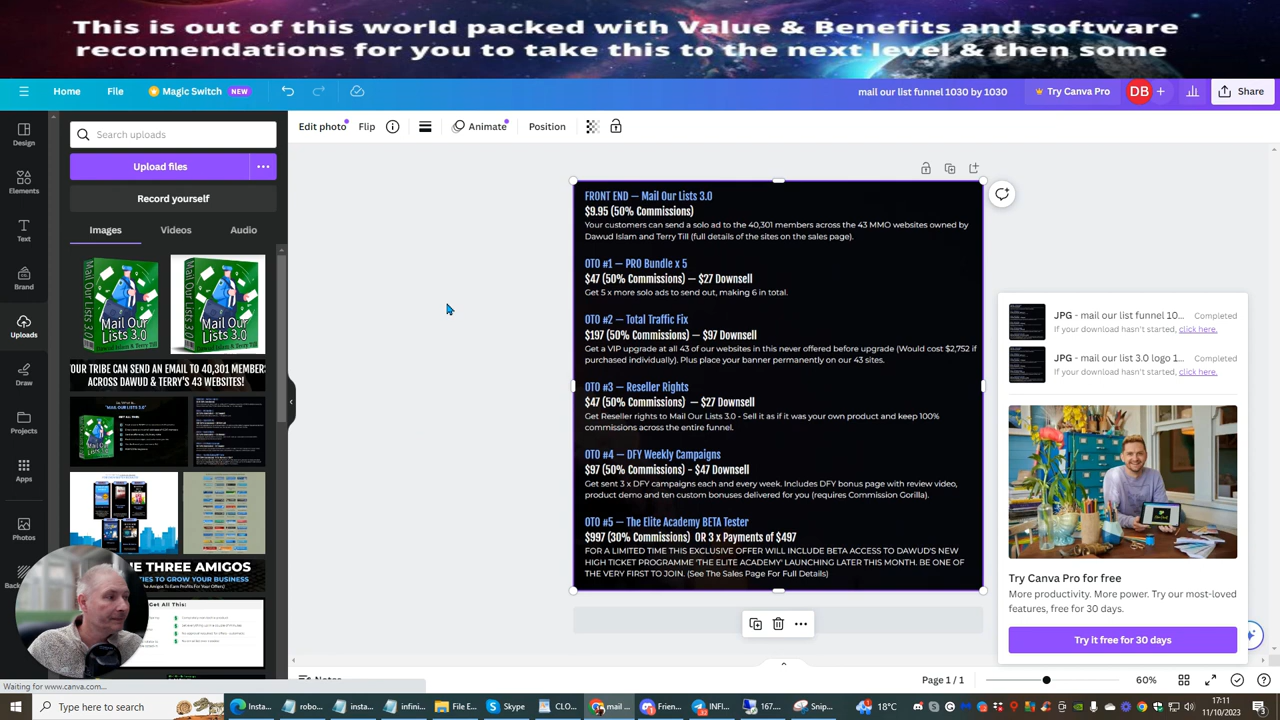 This is out of this world packed with Value & Benefits and software
recomendations for you to take this to the next level & then some
Home
File
Magic Switch NEW
mail our list funnel 1030 by 1030
Try Canva Pro
DB
+
Share
Design
Elements
Text
Brand
Uploads
Draw
Projects
Apps
Photos
Search uploads
Upload files
Record yourself
Images
Videos
Audio
Mail Our
Lists 3.0
Mail Our
Lists 3.0
OUR TRIBE CAN SEND AN EMAIL TO 40,301 MEMBERS
ACROSS DAWUD & TERRY'S 43 WEBSITES!
THREE AMIGOS
TIES TO GROW YOUR BUSINESS
Get All This:
Edit photo
Flip
Animate
Position
FRONT END — Mail Our Lists 3.0
$9.95 (50% Commissions)
Your customers can send a solo ad to the 40,301 members across the 43 MMO websites owned by
Dawud Islam and Terry Till (full details of the sites on the sales page).
OTO #1 — PRO Bundle x 5
$47 (50% Commissions) — $27 Downsell
Get 5 x more solo ads to send out, making 6 in total.
OTO #2 — Total Traffic Fix
$197 (50% Commissions) — $97 Downsell
Get a VIP upgrade at all 43 of our websites in this never offered before upgrade (Would cost $2,752 if
purchased individually). Plus place your banner permanently on our 43 sites.
OTO #3 — Reseller Rights
$47 (50% Commissions) — $27 Downsell
Get Reseller rights to Mail Our Lists 3.0 - Sell it as if it was your own product and keep 100%
commissions across the entire funnel.
OTO #4 — DFY Weekly Campaigns
$97 (50% Commissions) - $47 Downsell
Get sent 3 x DFY campaigns each and every week. Includes DFY bonus page with review video,
product demo and ten custom bonuses delivered for you (requires Commission Gorilla).
OTO #5 — The Elite Academy BETA Tester
$997 (30% Commissions) OR 3 x Payments of $497
FOR A LIMITED TIME THIS EXCLUSIVE OFFER WILL INCLUDE BETA ACCESS TO DAWUD'S NEW
HIGH TICKET PROGRAMME 'THE ELITE ACADEMY' LAUNCHING LATER THIS MONTH. BE ONE OF
THE VERY FIRST TO JOIN. (See The Sales Page For Full Details)
JPG - mail our list funnel 10... Completed
If your download hasn't started, click here.
JPG - mail our list 3.0 logo 1... Completed
If your download hasn't started, click here.
Try Canva Pro for free
More productivity. More power. Try our most-loved
features, free for 30 days.
Try it free for 30 days
Notes
Page 1 / 1
60%
Waiting for www.canva.com...
Type here to search
Insta...
robo...
insta...
infini...
File E...
Skype
CLO...
mail ...
Frien...
INFI...
167...
Snip...
18°C
17:11
11/10/2023